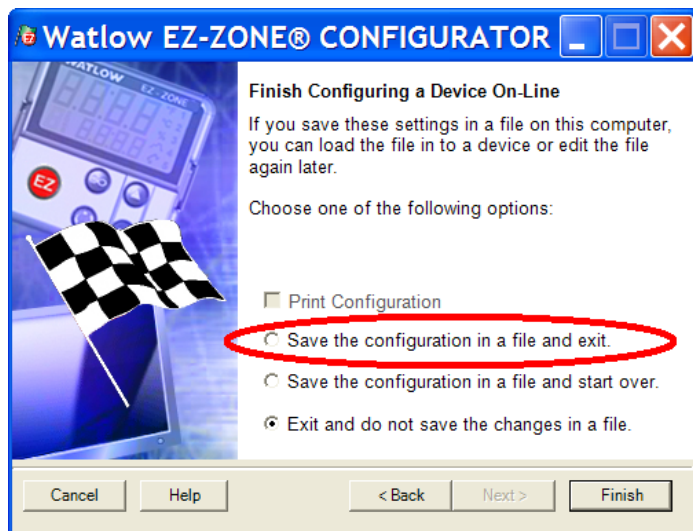 Watlow EZ-ZONE® CONFIGURATOR
WATLOW
EZ-ZONE
EZ
Finish Configuring a Device On-Line
If you save these settings in a file on this computer,
you can load the file in to a device or edit the file
again later.
Choose one of the following options:
Print Configuration
Save the configuration in a file and exit.
Save the configuration in a file and start over.
Exit and do not save the changes in a file.
Cancel Help < Back Next > Finish